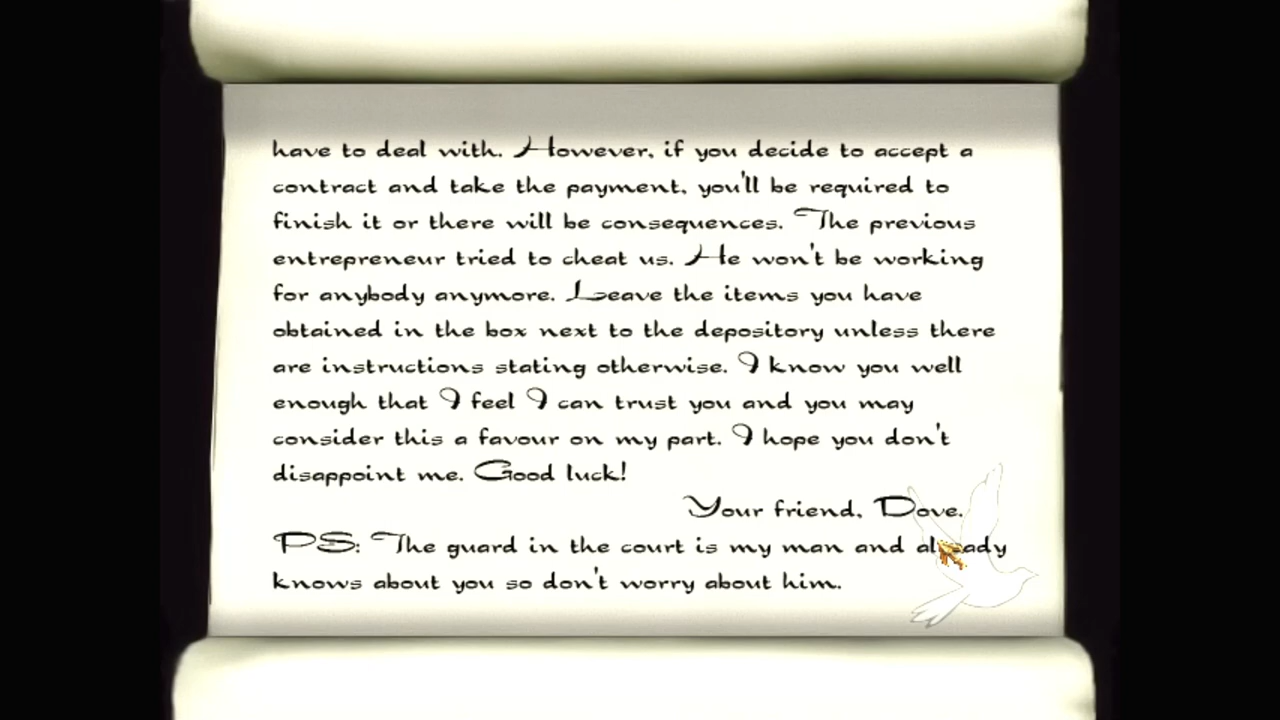 have to deal with. However, if you decide to accept a
contract and take the payment, you'll be required to
finish it or there will be consequences. The previous
entrepreneur tried to cheat us. He won't be working
for anybody anymore. Leave the items you have
obtained in the box next to the depository unless there
are instructions stating otherwise. I know you well
enough that I feel I can trust you and you may
consider this a favour on my part. I hope you don't
disappoint me. Good luck!
Your friend, Dove.
PS: The guard in the court is my man and already
knows about you so don't worry about him.